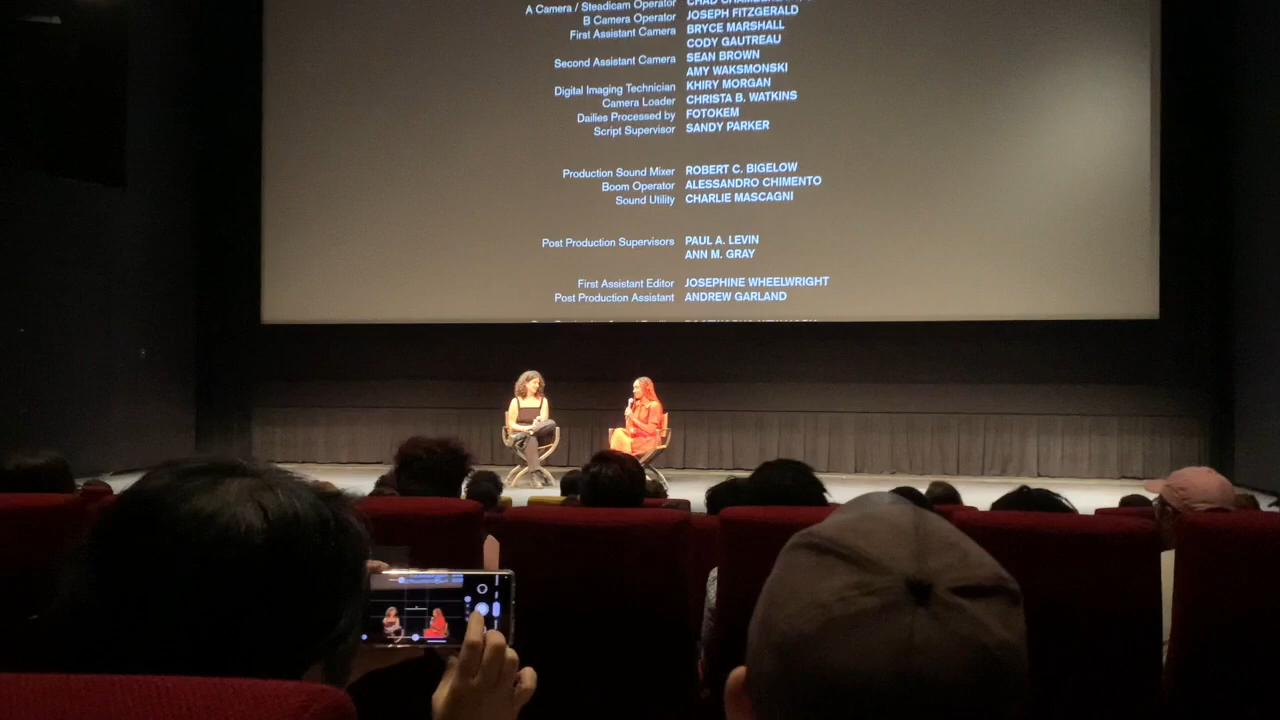 A Camera / Steadicam Operator
B Camera Operator JOSEPH FITZGERALD
First Assistant Camera BRYCE MARSHALL
CODY GAUTREAU
Second Assistant Camera SEAN BROWN
AMY WAKSMONSKI
Digital Imaging Technician KHIRY MORGAN
Camera Loader CHRISTA B. WATKINS
Dailies Processed by FOTOKEM
Script Supervisor SANDY PARKER
Production Sound Mixer ROBERT C. BIGELOW
Boom Operator ALESSANDRO CHIMENTO
Sound Utility CHARLIE MASCAGNI
Post Production Supervisors PAUL A. LEVIN
ANN M. GRAY
First Assistant Editor JOSEPHINE WHEELWRIGHT
Post Production Assistant ANDREW GARLAND